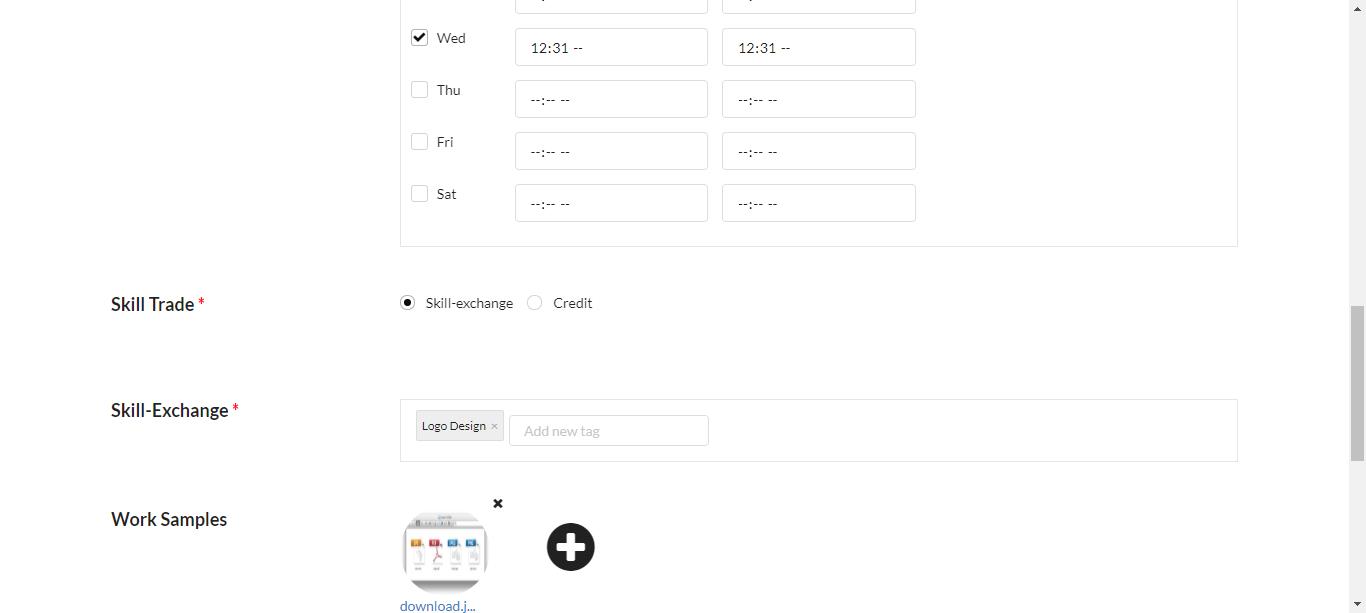 Wed 12:31 -- 12:31 --
Thu --:-- -- --:-- --
Fri --:-- -- --:-- --
Sat --:-- -- --:-- --
Skill Trade * Skill-exchange Credit
Skill-Exchange * Logo Design × Add new tag
Work Samples
download.j...